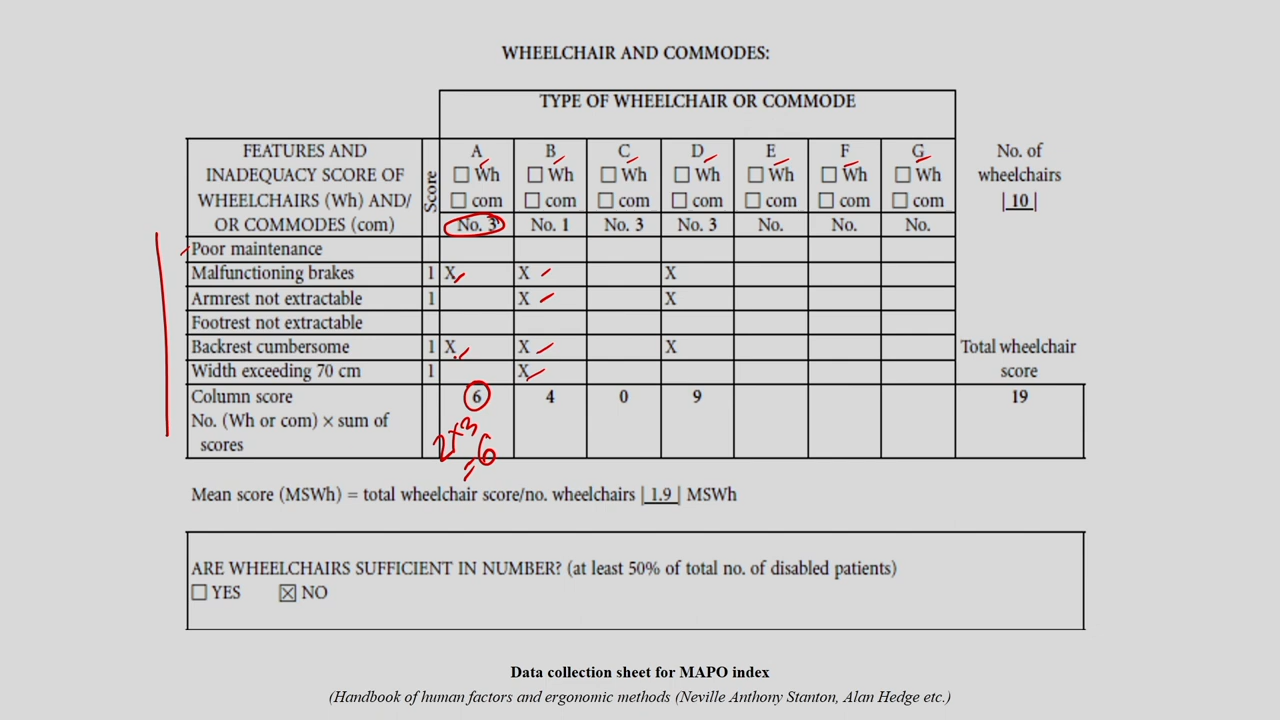 WHEELCHAIR AND COMMODES:
TYPE OF WHEELCHAIR OR COMMODE
FEATURES AND INADEQUACY SCORE OF WHEELCHAIRS (Wh) AND/ OR COMMODES (com) Score A B C D E F G No. of wheelchairs
☐ Wh ☐ Wh ☐ Wh ☐ Wh ☐ Wh ☐ Wh ☐ Wh
☐ com ☐ com ☐ com ☐ com ☐ com ☐ com ☐ com | 10 |
No. 3 No. 1 No. 3 No. 3 No. No. No.
Poor maintenance
Malfunctioning brakes 1 X X X
Armrest not extractable 1 X X
Footrest not extractable
Backrest cumbersome 1 X X X Total wheelchair
Width exceeding 70 cm 1 X score
Column score 6 4 0 9 19
No. (Wh or com) × sum of
scores
2×3
=6
Mean score (MSWh) = total wheelchair score/no. wheelchairs | 1.9 | MSWh
ARE WHEELCHAIRS SUFFICIENT IN NUMBER? (at least 50% of total no. of disabled patients)
☐ YES ☒ NO
Data collection sheet for MAPO index
(Handbook of human factors and ergonomic methods (Neville Anthony Stanton, Alan Hedge etc.)